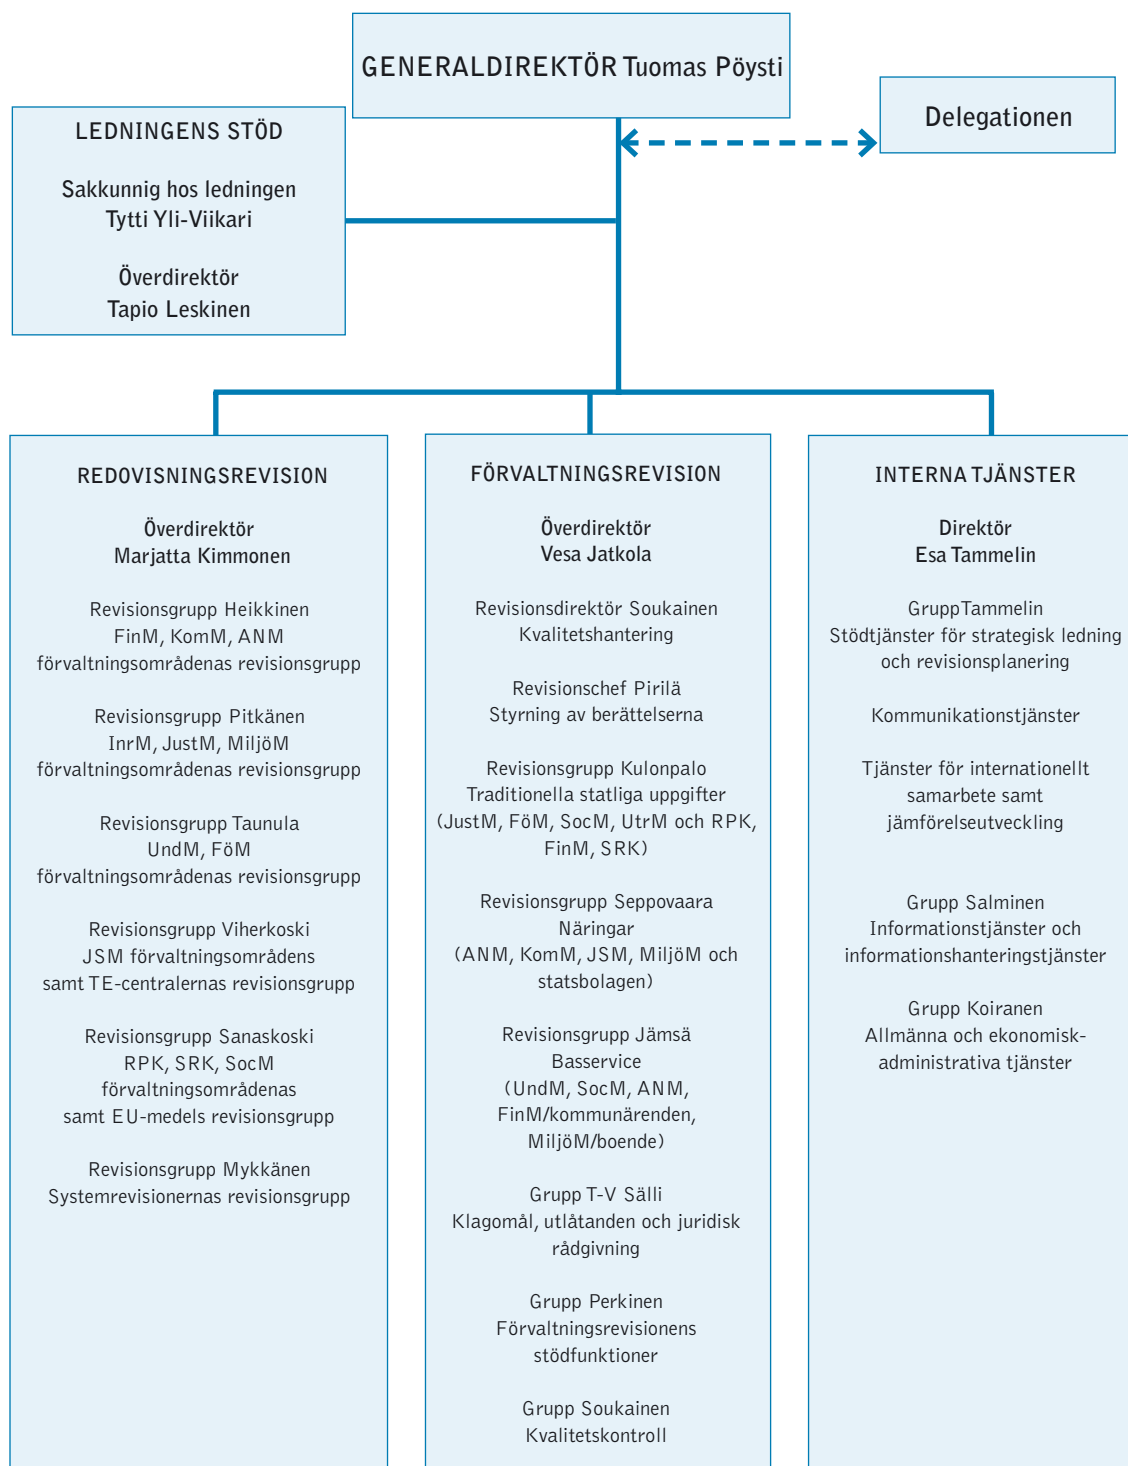 GENERALDIREKTÖR Tuomas Pöysti
Delegationen
LEDNINGENS STÖD
Sakkunnig hos ledningen
Tytti Yli-Viikari
Överdirektör
Tapio Leskinen
REDOVISNINGSREVISION
Överdirektör
Marjatta Kimmonen
Revisionsgrupp Heikkinen
FinM, KomM, ANM
förvaltningsområdenas revisionsgrupp
Revisionsgrupp Pitkänen
InrM, JustM, MiljöM
förvaltningsområdenas revisionsgrupp
Revisionsgrupp Taunula
UndM, FöM
förvaltningsområdenas revisionsgrupp
Revisionsgrupp Viherkoski
JSM förvaltningsområdens
samt TE-centralernas revisionsgrupp
Revisionsgrupp Sanaskoski
RPK, SRK, SocM
förvaltningsområdenas
samt EU-medels revisionsgrupp
Revisionsgrupp Mykkänen
Systemrevisionernas revisionsgrupp
FÖRVALTNINGSREVISION
Överdirektör
Vesa Jatkola
Revisionsdirektör Soukainen
Kvalitetshantering
Revisionschef Pirilä
Styrning av berättelserna
Revisionsgrupp Kulonpalo
Traditionella statliga uppgifter
(JustM, FöM, SocM, UtrM och RPK,
FinM, SRK)
Revisionsgrupp Seppovaara
Näringar
(ANM, KomM, JSM, MiljöM och
statsbolagen)
Revisionsgrupp Jämsä
Basservice
(UndM, SocM, ANM,
FinM/kommunärenden,
MiljöM/boende)
Grupp T-V Sälli
Klagomål, utlåtanden och juridisk
rådgivning
Grupp Perkinen
Förvaltningsrevisionens
stödfunktioner
Grupp Soukainen
Kvalitetskontroll
INTERNA TJÄNSTER
Direktör
Esa Tammelin
Grupp Tammelin
Stödtjänster för strategisk ledning
och revisionsplanering
Kommunikationstjänster
Tjänster för internationellt
samarbete samt
jämförelseutveckling
Grupp Salminen
Informationstjänster och
informationshanteringstjänster
Grupp Koiranen
Allmänna och ekonomisk-
administrativa tjänster